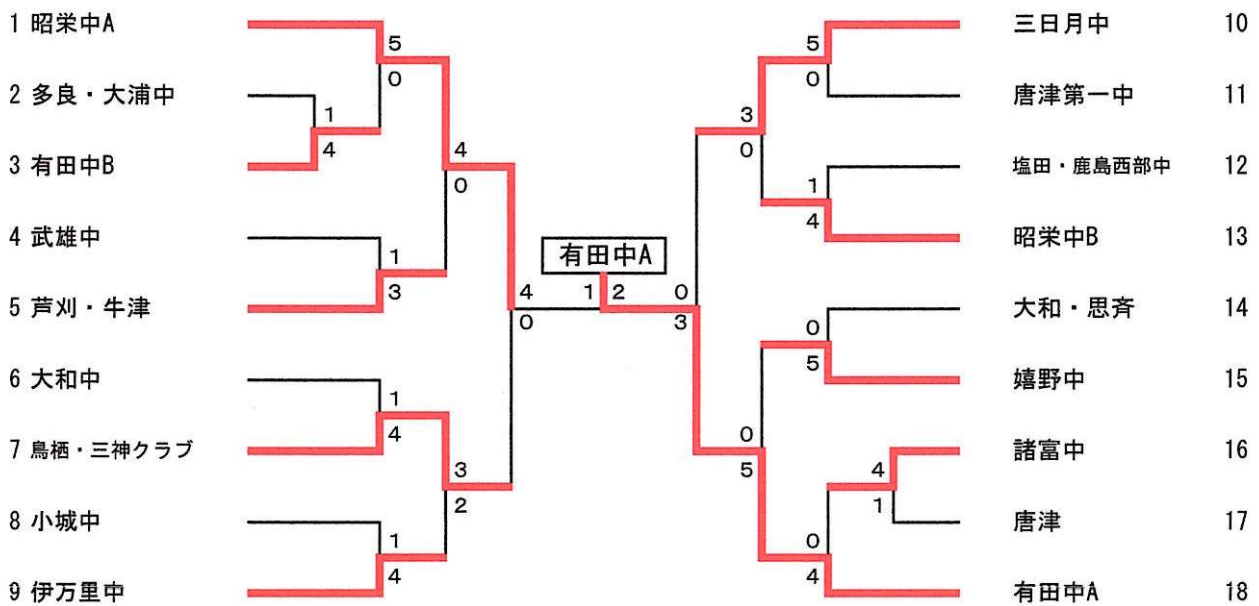 1 昭栄中A
2 多良・大浦中
3 有田中B
4 武雄中
5 芦刈・牛津
6 大和中
7 鳥栖・三神クラブ
8 小城中
9 伊万里中
5
0
1
4
4
0
1
3
4
0
1
4
3
2
1
4
有田中A
1 2
5
0
3
0
1
4
0
3
0
5
0
5
4
1
0
4
三日月中 10
唐津第一中 11
塩田・鹿島西部中 12
昭栄中B 13
大和・思斉 14
嬉野中 15
諸富中 16
唐津 17
有田中A 18